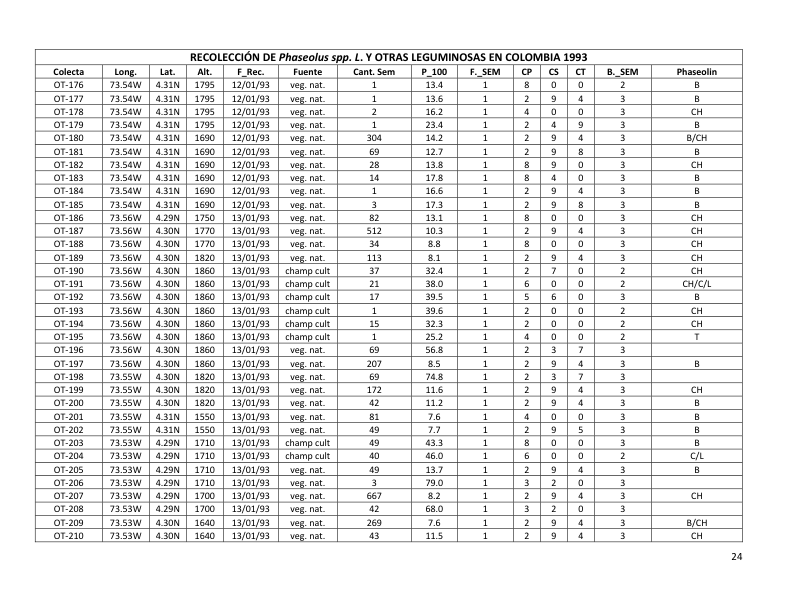 RECOLECCIÓN DE Phaseolus spp. L. Y OTRAS LEGUMINOSAS EN COLOMBIA 1993
Colecta Long. Lat. Alt. F_Rec. Fuente Cant. Sem P_100 F._SEM CP CS CT B._SEM Phaseolin
OT-176 73.54W 4.31N 1795 12/01/93 veg. nat. 1 13.4 1 8 0 0 2 B
OT-177 73.54W 4.31N 1795 12/01/93 veg. nat. 1 13.6 1 2 9 4 3 B
OT-178 73.54W 4.31N 1795 12/01/93 veg. nat. 2 16.2 1 4 0 0 3 CH
OT-179 73.54W 4.31N 1795 12/01/93 veg. nat. 1 23.4 1 2 4 9 3 B
OT-180 73.54W 4.31N 1690 12/01/93 veg. nat. 304 14.2 1 2 9 4 3 B/CH
OT-181 73.54W 4.31N 1690 12/01/93 veg. nat. 69 12.7 1 2 9 8 3 B
OT-182 73.54W 4.31N 1690 12/01/93 veg. nat. 28 13.8 1 8 9 0 3 CH
OT-183 73.54W 4.31N 1690 12/01/93 veg. nat. 14 17.8 1 8 4 0 3 B
OT-184 73.54W 4.31N 1690 12/01/93 veg. nat. 1 16.6 1 2 9 4 3 B
OT-185 73.54W 4.31N 1690 12/01/93 veg. nat. 3 17.3 1 2 9 8 3 B
OT-186 73.56W 4.29N 1750 13/01/93 veg. nat. 82 13.1 1 8 0 0 3 CH
OT-187 73.56W 4.30N 1770 13/01/93 veg. nat. 512 10.3 1 2 9 4 3 CH
OT-188 73.56W 4.30N 1770 13/01/93 veg. nat. 34 8.8 1 8 0 0 3 CH
OT-189 73.56W 4.30N 1820 13/01/93 veg. nat. 113 8.1 1 2 9 4 3 CH
OT-190 73.56W 4.30N 1860 13/01/93 champ cult 37 32.4 1 2 7 0 2 CH
OT-191 73.56W 4.30N 1860 13/01/93 champ cult 21 38.0 1 6 0 0 2 CH/C/L
OT-192 73.56W 4.30N 1860 13/01/93 champ cult 17 39.5 1 5 6 0 3 B
OT-193 73.56W 4.30N 1860 13/01/93 champ cult 1 39.6 1 2 0 0 2 CH
OT-194 73.56W 4.30N 1860 13/01/93 champ cult 15 32.3 1 2 0 0 2 CH
OT-195 73.56W 4.30N 1860 13/01/93 champ cult 1 25.2 1 4 0 0 2 T
OT-196 73.56W 4.30N 1860 13/01/93 veg. nat. 69 56.8 1 2 3 7 3
OT-197 73.56W 4.30N 1860 13/01/93 veg. nat. 207 8.5 1 2 9 4 3 B
OT-198 73.55W 4.30N 1820 13/01/93 veg. nat. 69 74.8 1 2 3 7 3
OT-199 73.55W 4.30N 1820 13/01/93 veg. nat. 172 11.6 1 2 9 4 3 CH
OT-200 73.55W 4.30N 1820 13/01/93 veg. nat. 42 11.2 1 2 9 4 3 B
OT-201 73.55W 4.31N 1550 13/01/93 veg. nat. 81 7.6 1 4 0 0 3 B
OT-202 73.55W 4.31N 1550 13/01/93 veg. nat. 49 7.7 1 2 9 5 3 B
OT-203 73.53W 4.29N 1710 13/01/93 champ cult 49 43.3 1 8 0 0 3 B
OT-204 73.53W 4.29N 1710 13/01/93 champ cult 40 46.0 1 6 0 0 2 C/L
OT-205 73.53W 4.29N 1710 13/01/93 veg. nat. 49 13.7 1 2 9 4 3 B
OT-206 73.53W 4.29N 1710 13/01/93 veg. nat. 3 79.0 1 3 2 0 3
OT-207 73.53W 4.29N 1700 13/01/93 veg. nat. 667 8.2 1 2 9 4 3 CH
OT-208 73.53W 4.29N 1700 13/01/93 veg. nat. 42 68.0 1 3 2 0 3
OT-209 73.53W 4.30N 1640 13/01/93 veg. nat. 269 7.6 1 2 9 4 3 B/CH
OT-210 73.53W 4.30N 1640 13/01/93 veg. nat. 43 11.5 1 2 9 4 3 CH
24